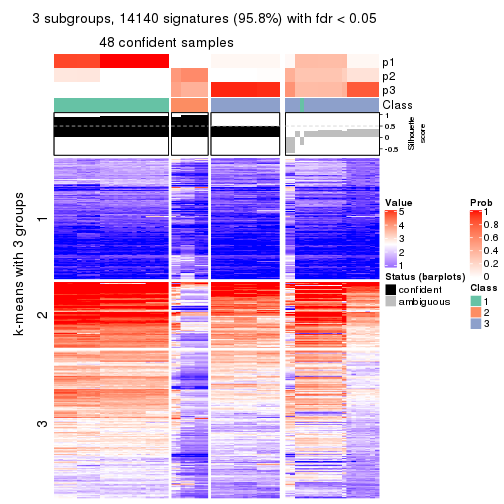 3 subgroups, 14140 signatures (95.8%) with fdr < 0.05
48 confident samples
p1
p2
p3
Class
1
0.5
0
-0.5
Silhouette
score
k-means with 3 groups
1
2
3
Value
5
4
3
2
1
Status (barplots)
confident
ambiguous
Prob
1
0.8
0.6
0.4
0.2
0
Class
1
2
3